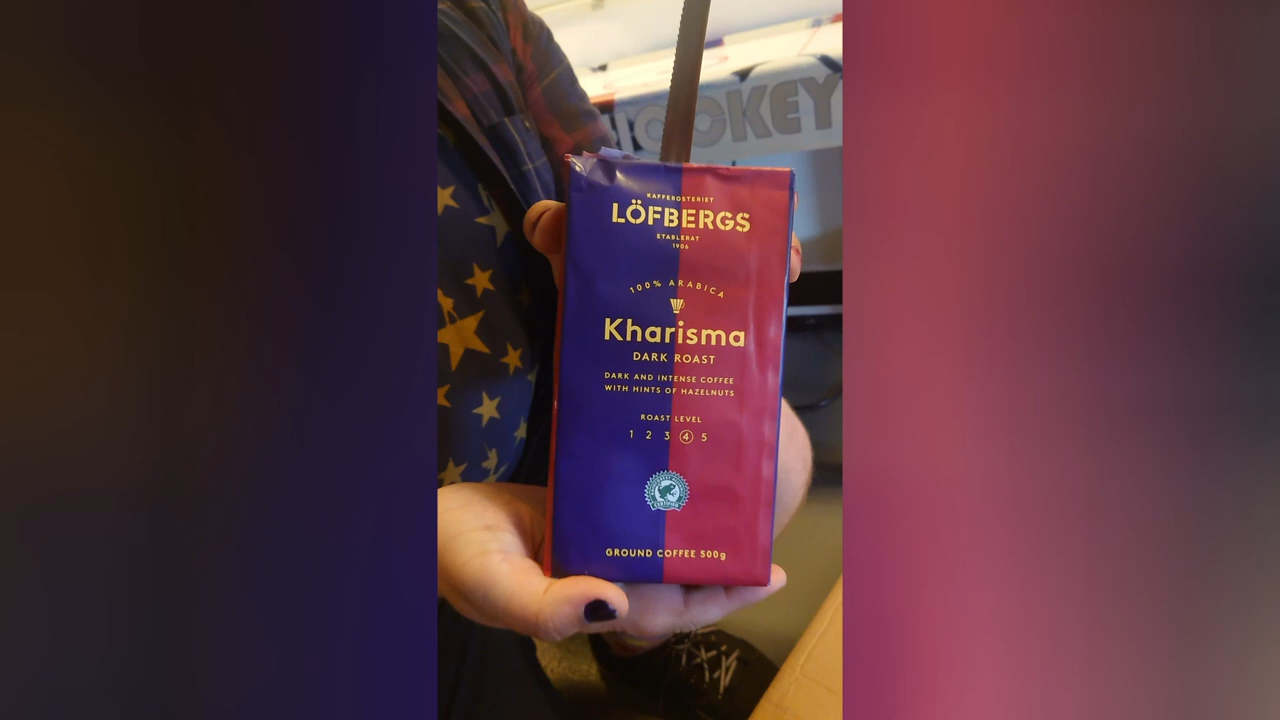 HOCKEY
KAFFEROSTERIET
LÖFBERGS
ETABLERAT
1906
100% ARABICA
Kharisma
DARK ROAST
DARK AND INTENSE COFFEE
WITH HINTS OF HAZELNUTS
ROAST LEVEL
1 2 3 4 5
CERTIFIED
GROUND COFFEE 500g